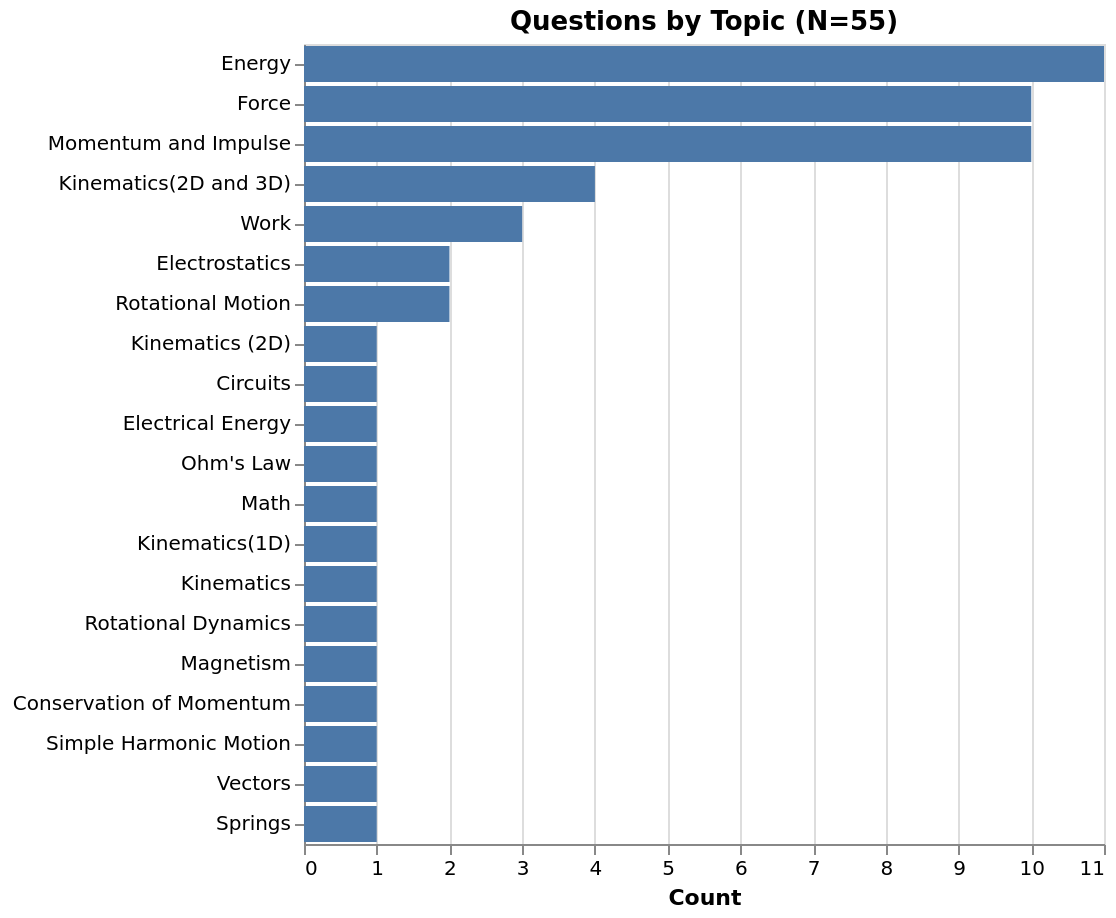 Questions by Topic (N=55)
Energy
Force
Momentum and Impulse
Kinematics(2D and 3D)
Work
Electrostatics
Rotational Motion
Kinematics (2D)
Circuits
Electrical Energy
Ohm's Law
Math
Kinematics(1D)
Kinematics
Rotational Dynamics
Magnetism
Conservation of Momentum
Simple Harmonic Motion
Vectors
Springs
0 1 2 3 4 5 6 7 8 9 10 11
Count